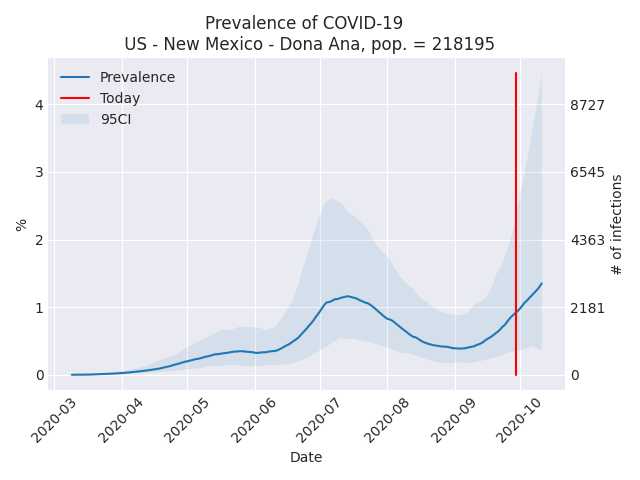 Prevalence of COVID-19
US - New Mexico - Dona Ana, pop. = 218195
Prevalence
Today
95CI
4
3
2
1
0
%
8727
6545
4363
2181
0
# of infections
2020-03
2020-04
2020-05
2020-06
2020-07
2020-08
2020-09
2020-10
Date